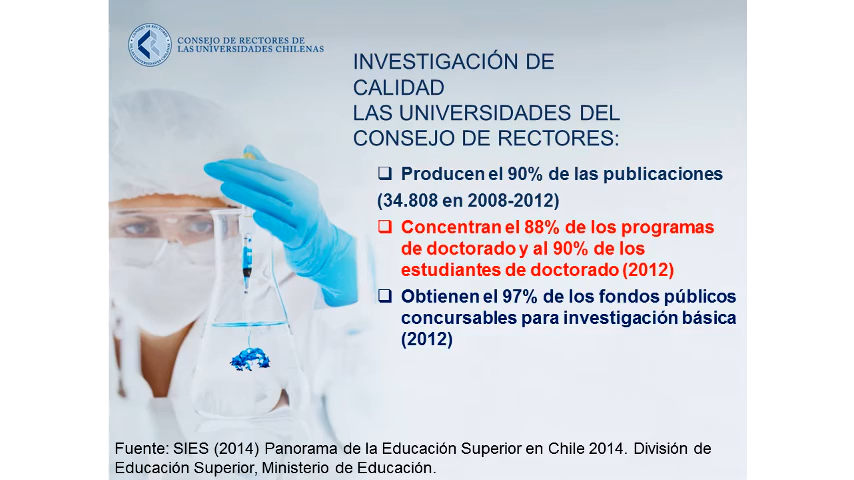 CONSEJO DE RECTORES DE
LAS UNIVERSIDADES CHILENAS
INVESTIGACIÓN DE
CALIDAD
LAS UNIVERSIDADES DEL
CONSEJO DE RECTORES:
❑ Producen el 90% de las publicaciones
(34.808 en 2008-2012)
❑ Concentran el 88% de los programas
de doctorado y al 90% de los
estudiantes de doctorado (2012)
❑ Obtienen el 97% de los fondos públicos
concursables para investigación básica
(2012)
Fuente: SIES (2014) Panorama de la Educación Superior en Chile 2014. División de
Educación Superior, Ministerio de Educación.